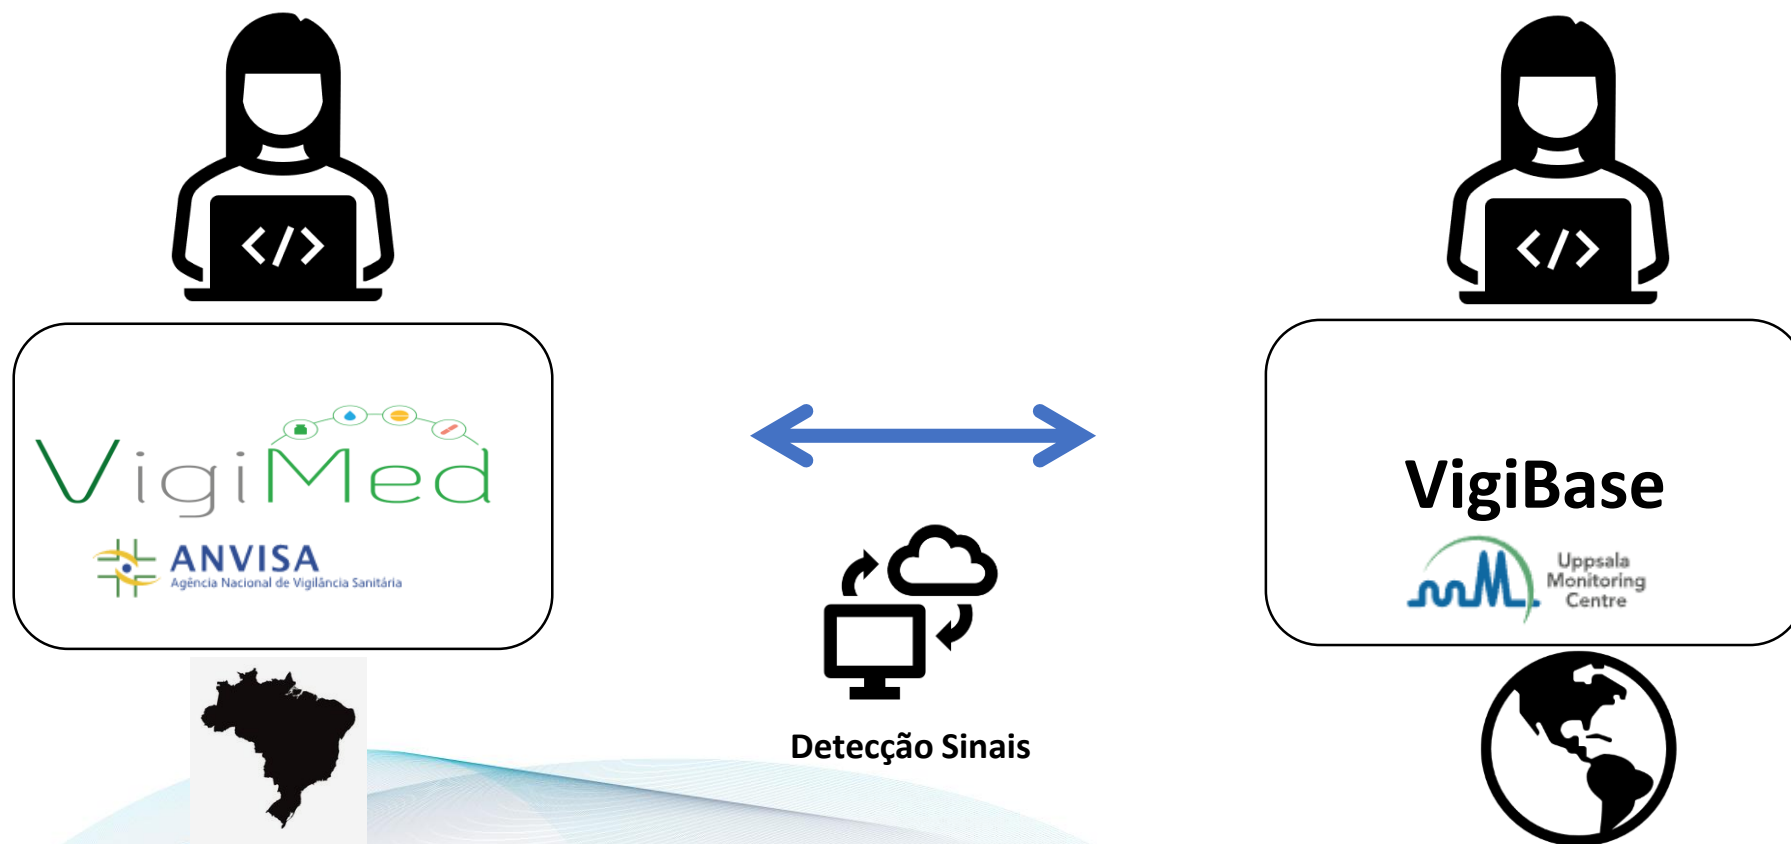 </>
</>
VigiMed
ANVISA
Agência Nacional de Vigilância Sanitária
VigiBase
Uppsala
Monitoring
Centre
Detecção Sinais